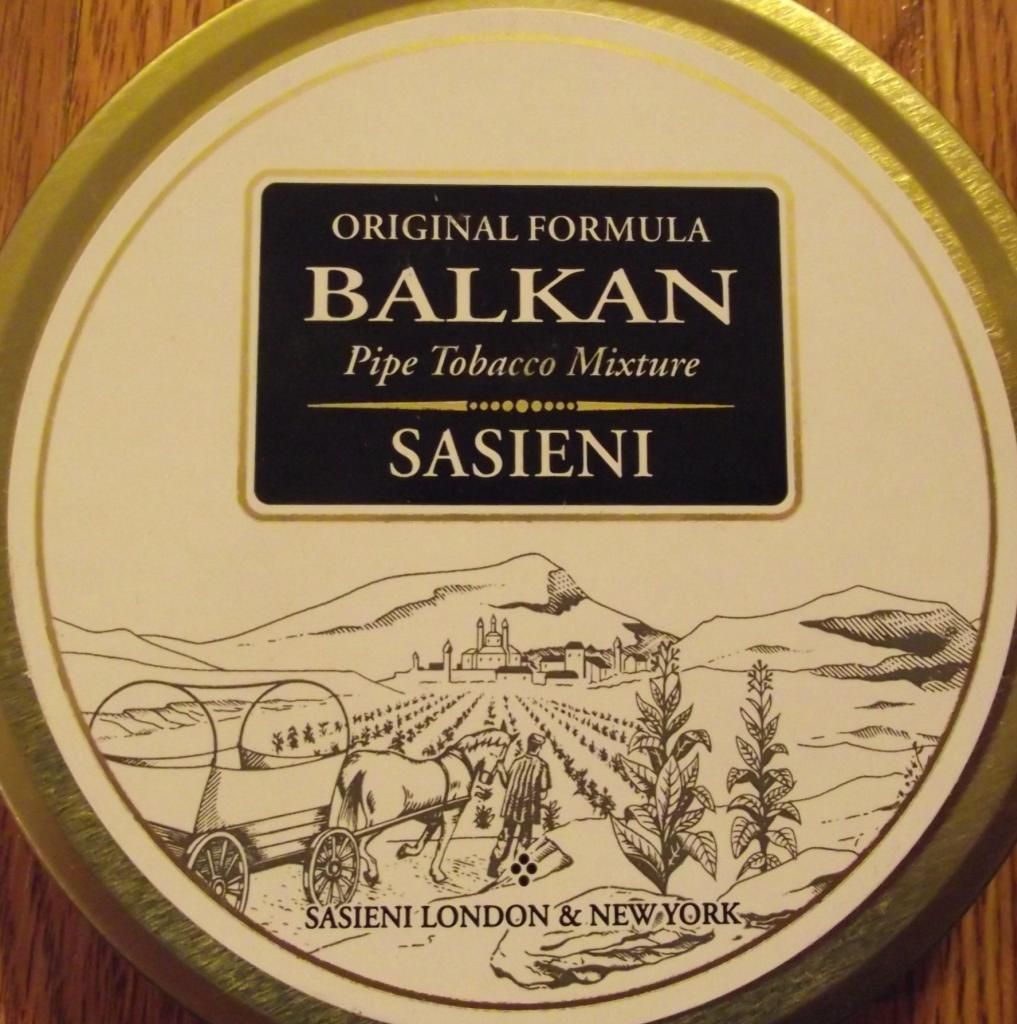 ORIGINAL FORMULA
BALKAN
Pipe Tobacco Mixture
SASIENI
SASIENI LONDON & NEW YORK